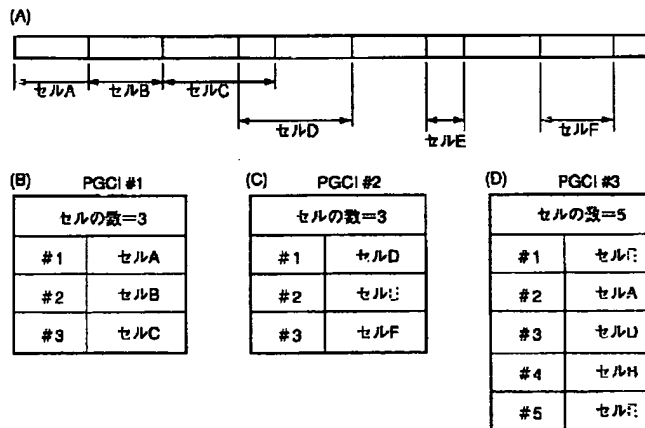 (A)
セルA セルB セルC
セルD セルE セルF
(B) PGCI #1
セルの数=3
#1 セルA
#2 セルB
#3 セルC
(C) PGCI #2
セルの数=3
#1 セルD
#2
#3 セルF
(D) PGCI #3
セルの数=5
#1
#2 セルA
#3 セルD
#4
#5